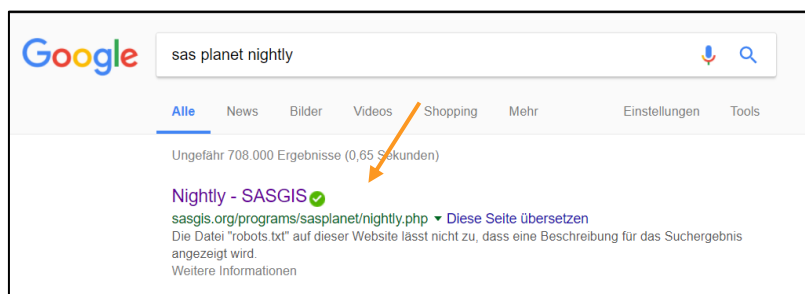 Google
sas planet nightly
Alle News Bilder Videos Shopping Mehr Einstellungen Tools
Ungefähr 708.000 Ergebnisse (0,65 Sekunden)
Nightly - SASGIS
sasgis.org/programs/sasplanet/nightly.php ▾ Diese Seite übersetzen
Die Datei "robots.txt" auf dieser Website lässt nicht zu, dass eine Beschreibung für das Suchergebnis
angezeigt wird.
Weitere Informationen